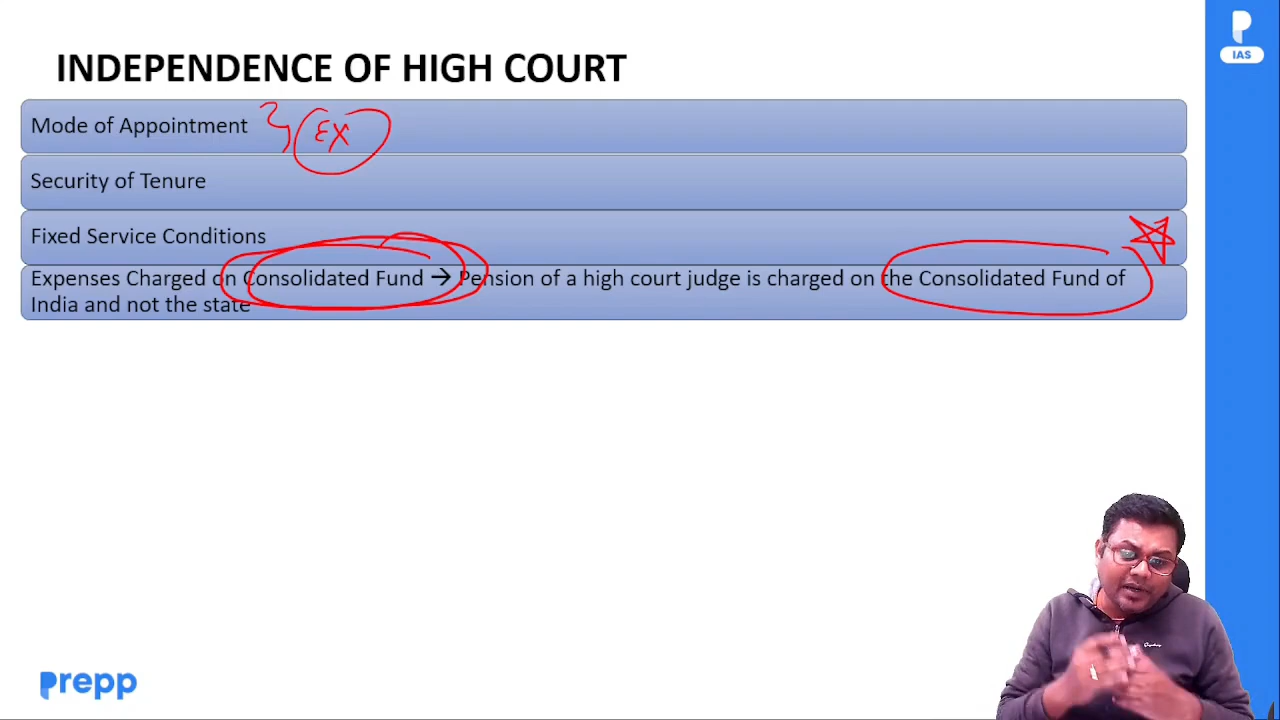 IAS
INDEPENDENCE OF HIGH COURT
Mode of Appointment
EX
Security of Tenure
Fixed Service Conditions
Expenses Charged on Consolidated Fund → Pension of a high court judge is charged on the Consolidated Fund of
India and not the state
prepp